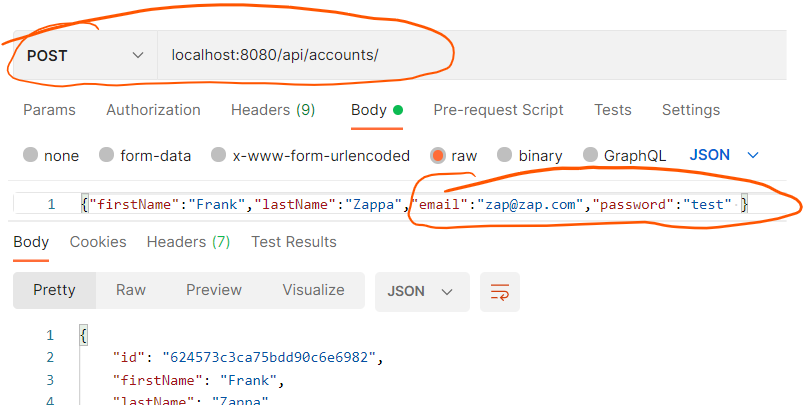 POST localhost:8080/api/accounts/
Params Authorization Headers (9) Body Pre-request Script Tests Settings
none form-data x-www-form-urlencoded raw binary GraphQL JSON
1 {"firstName":"Frank","lastName":"Zappa","email":"zap@zap.com","password":"test" }
Body Cookies Headers (7) Test Results
Pretty Raw Preview Visualize JSON
1 {
2 "id": "624573c3ca75bdd90c6e6982",
3 "firstName": "Frank",
4 "lastName": "Zappa"